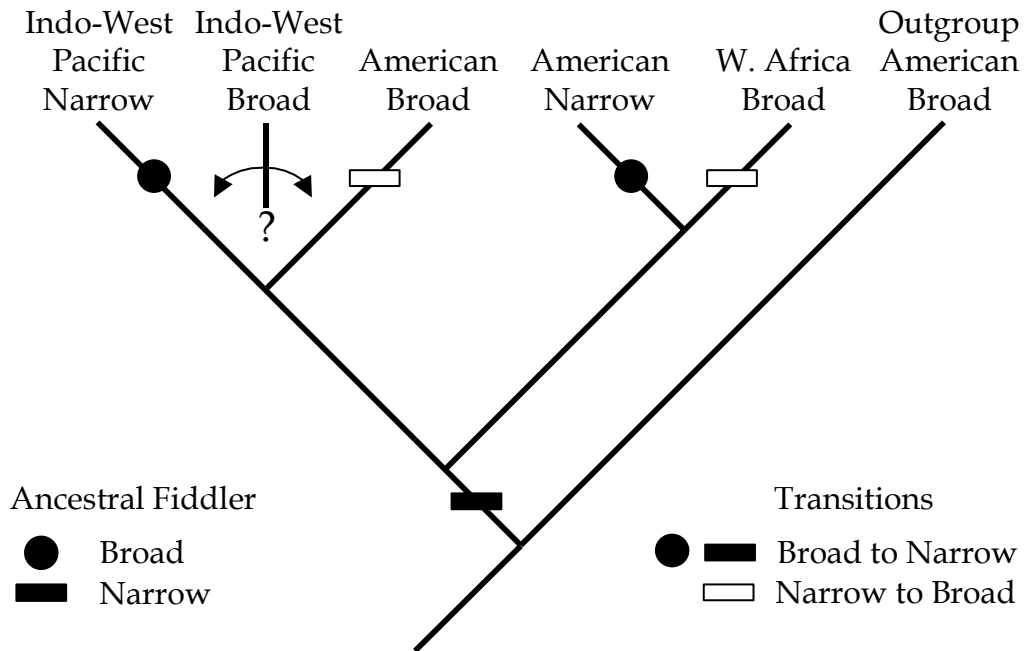 Indo-West
Pacific
Narrow
Indo-West
Pacific
Broad
American
Broad
American
Narrow
W. Africa
Broad
Outgroup
American
Broad
?
Ancestral Fiddler
Broad
Narrow
Transitions
Broad to Narrow
Narrow to Broad